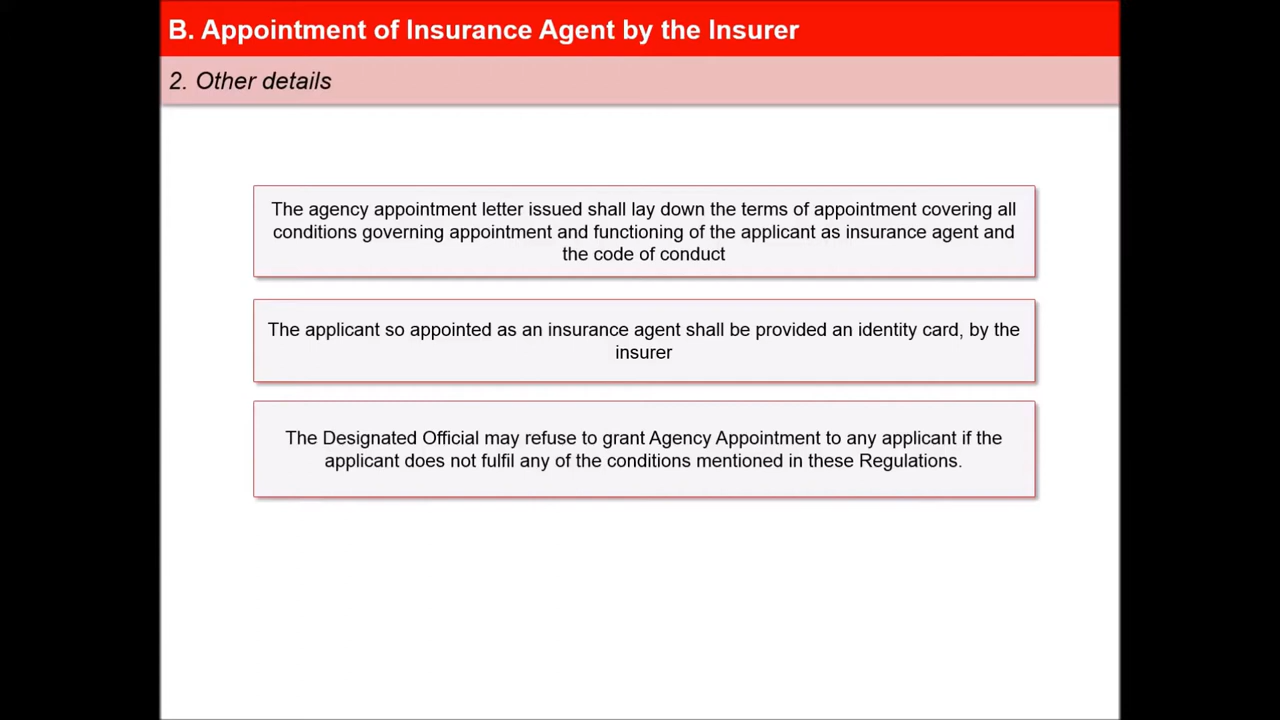 B. Appointment of Insurance Agent by the Insurer
2. Other details
The agency appointment letter issued shall lay down the terms of appointment covering all
conditions governing appointment and functioning of the applicant as insurance agent and
the code of conduct
The applicant so appointed as an insurance agent shall be provided an identity card, by the
insurer
The Designated Official may refuse to grant Agency Appointment to any applicant if the
applicant does not fulfil any of the conditions mentioned in these Regulations.